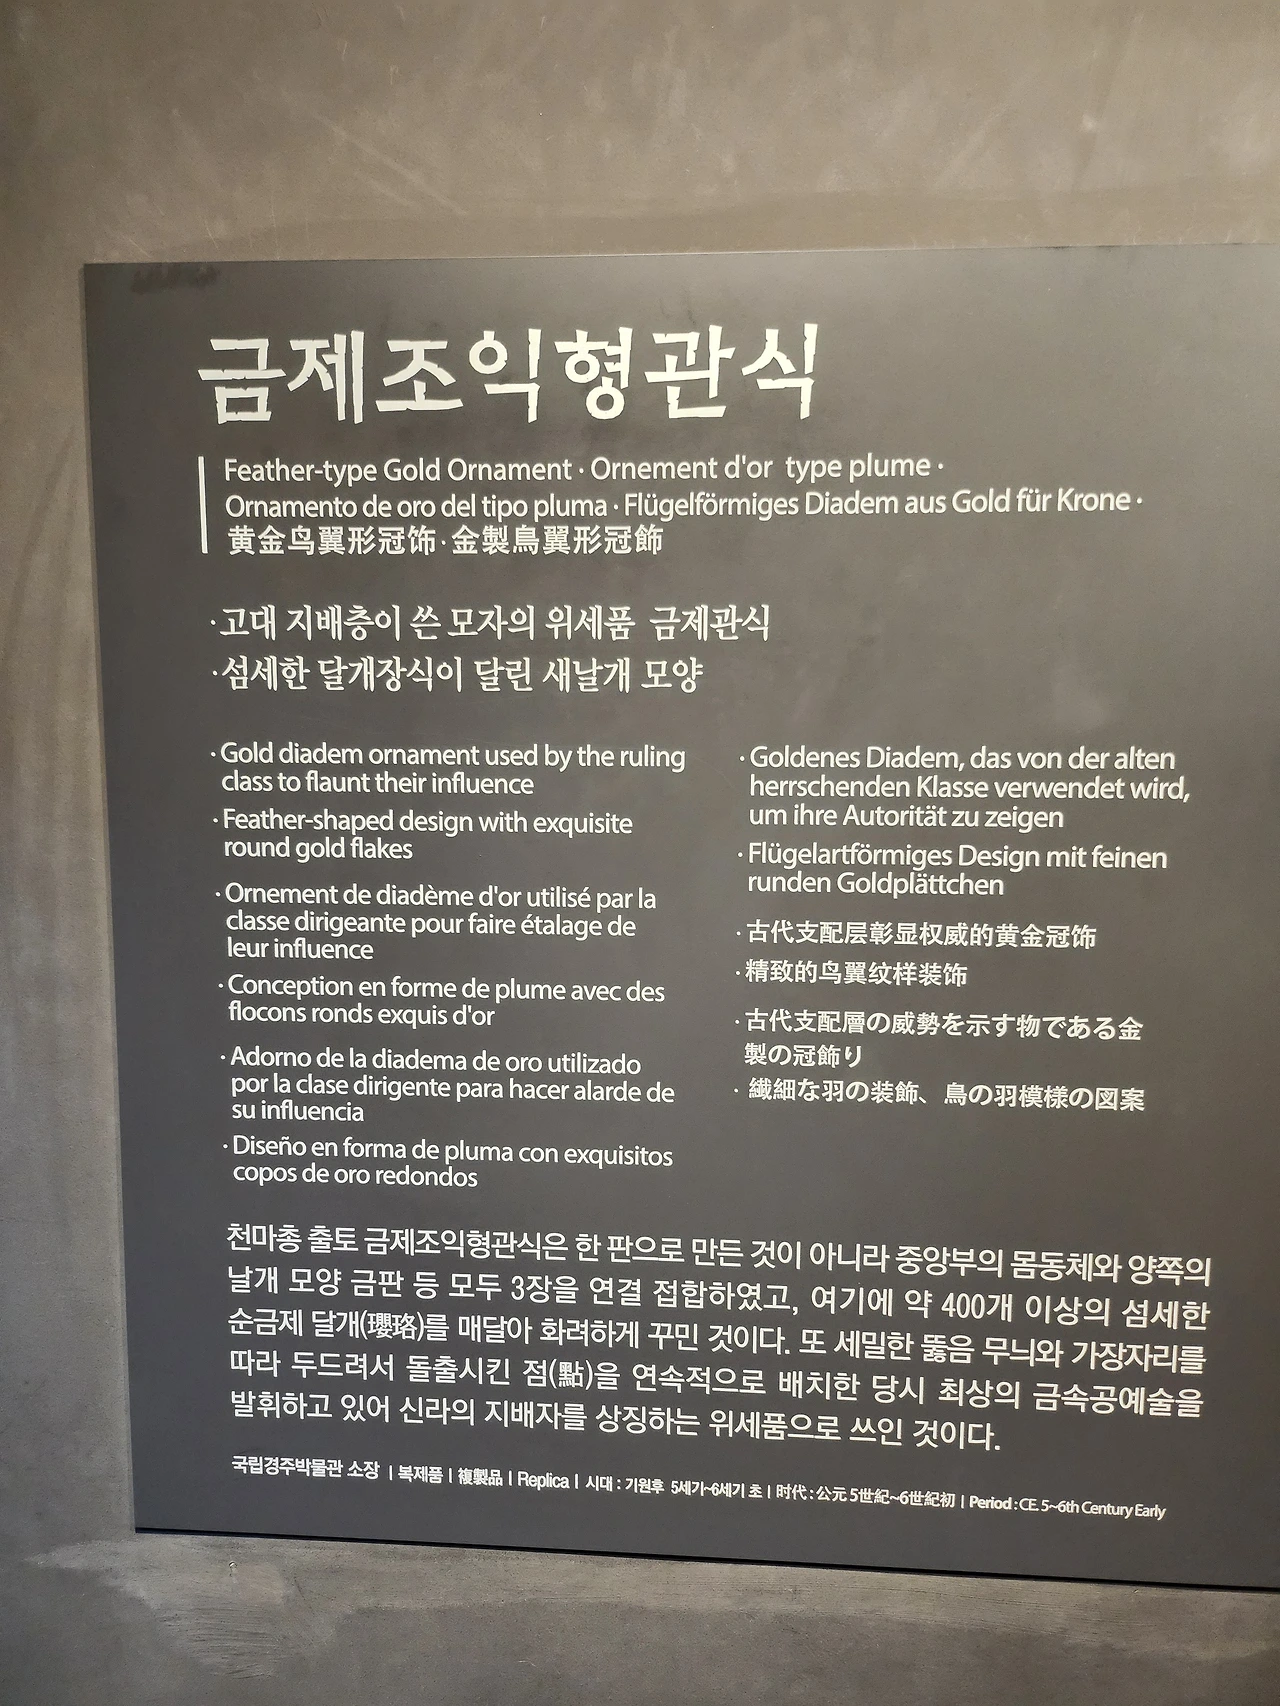 금제조익형관식
Feather-type Gold Ornament · Ornement d'or type plume ·
Ornamento de oro del tipo pluma · Flügelförmiges Diadem aus Gold für Krone ·
黄金鸟翼形冠饰 · 金製鳥翼形冠飾
· 고대 지배층이 쓴 모자의 위세품 금제관식
· 섬세한 달개장식이 달린 새날개 모양
· Gold diadem ornament used by the ruling
class to flaunt their influence
· Feather-shaped design with exquisite
round gold flakes
· Ornement de diadème d'or utilisé par la
classe dirigeante pour faire étalage de
leur influence
· Conception en forme de plume avec des
flocons ronds exquis d'or
· Adorno de la diadema de oro utilizado
por la clase dirigente para hacer alarde de
su influencia
· Diseño en forma de pluma con exquisitos
copos de oro redondos
· Goldenes Diadem, das von der alten
herrschenden Klasse verwendet wird,
um ihre Autorität zu zeigen
· Flügelartförmiges Design mit feinen
runden Goldplättchen
· 古代支配层彰显权威的黄金冠饰
· 精致的鸟翼纹样装饰
· 古代支配層の威勢を示す物である金
製の冠飾り
· 繊細な羽の装飾、鳥の羽模様の図案
천마총 출토 금제조익형관식은 한 판으로 만든 것이 아니라 중앙부의 몸동체와 양쪽의
날개 모양 금판 등 모두 3장을 연결 접합하였고, 여기에 약 400개 이상의 섬세한
순금제 달개(瓔珞)를 매달아 화려하게 꾸민 것이다. 또 세밀한 뚫음 무늬와 가장자리를
따라 두드려서 돌출시킨 점(點)을 연속적으로 배치한 당시 최상의 금속공예술을
발휘하고 있어 신라의 지배자를 상징하는 위세품으로 쓰인 것이다.
국립경주박물관 소장 | 복제품 | 複製品 | Replica | 시대 : 기원후 5세기~6세기 초 | 时代 : 公元 5世紀~6世紀初 | Period : CE. 5~6th Century Early